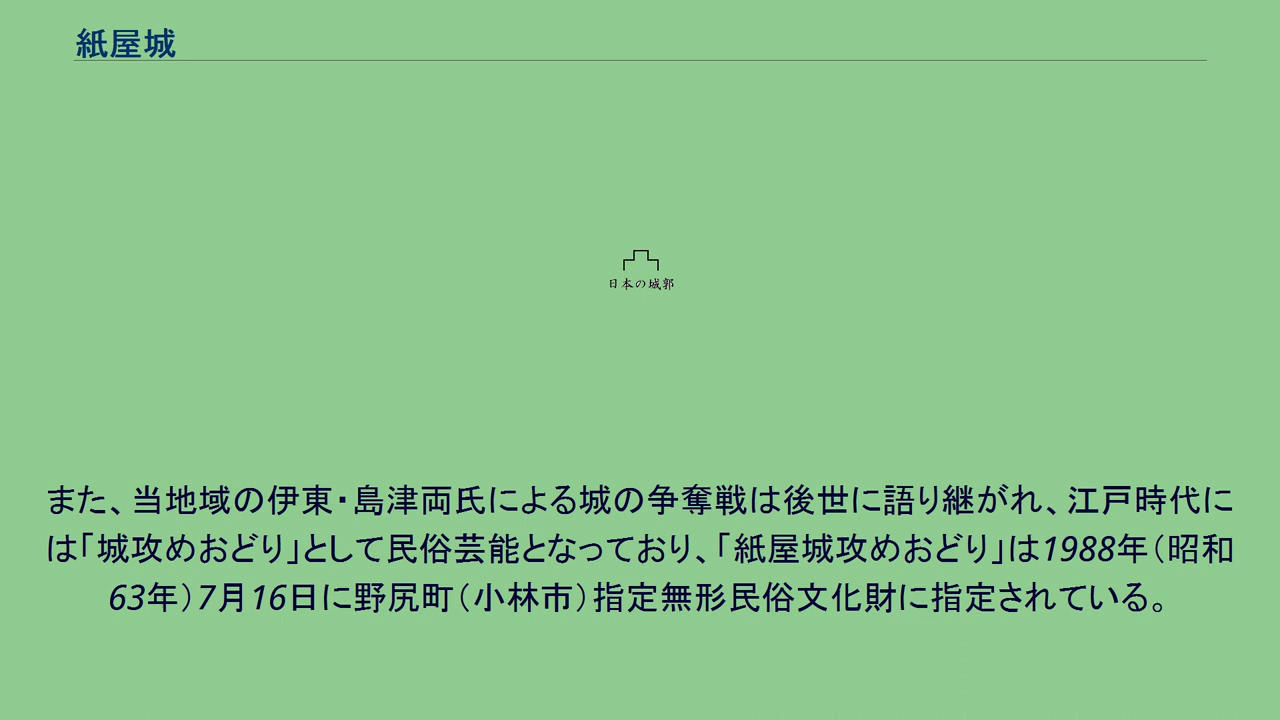 紙屋城
日本の城郭
また、当地域の伊東・島津両氏による城の争奪戦は後世に語り継がれ、江戸時代に
は「城攻めおどり」として民俗芸能となっており、「紙屋城攻めおどり」は1988年（昭和
63年）7月16日に野尻町（小林市）指定無形民俗文化財に指定されている。